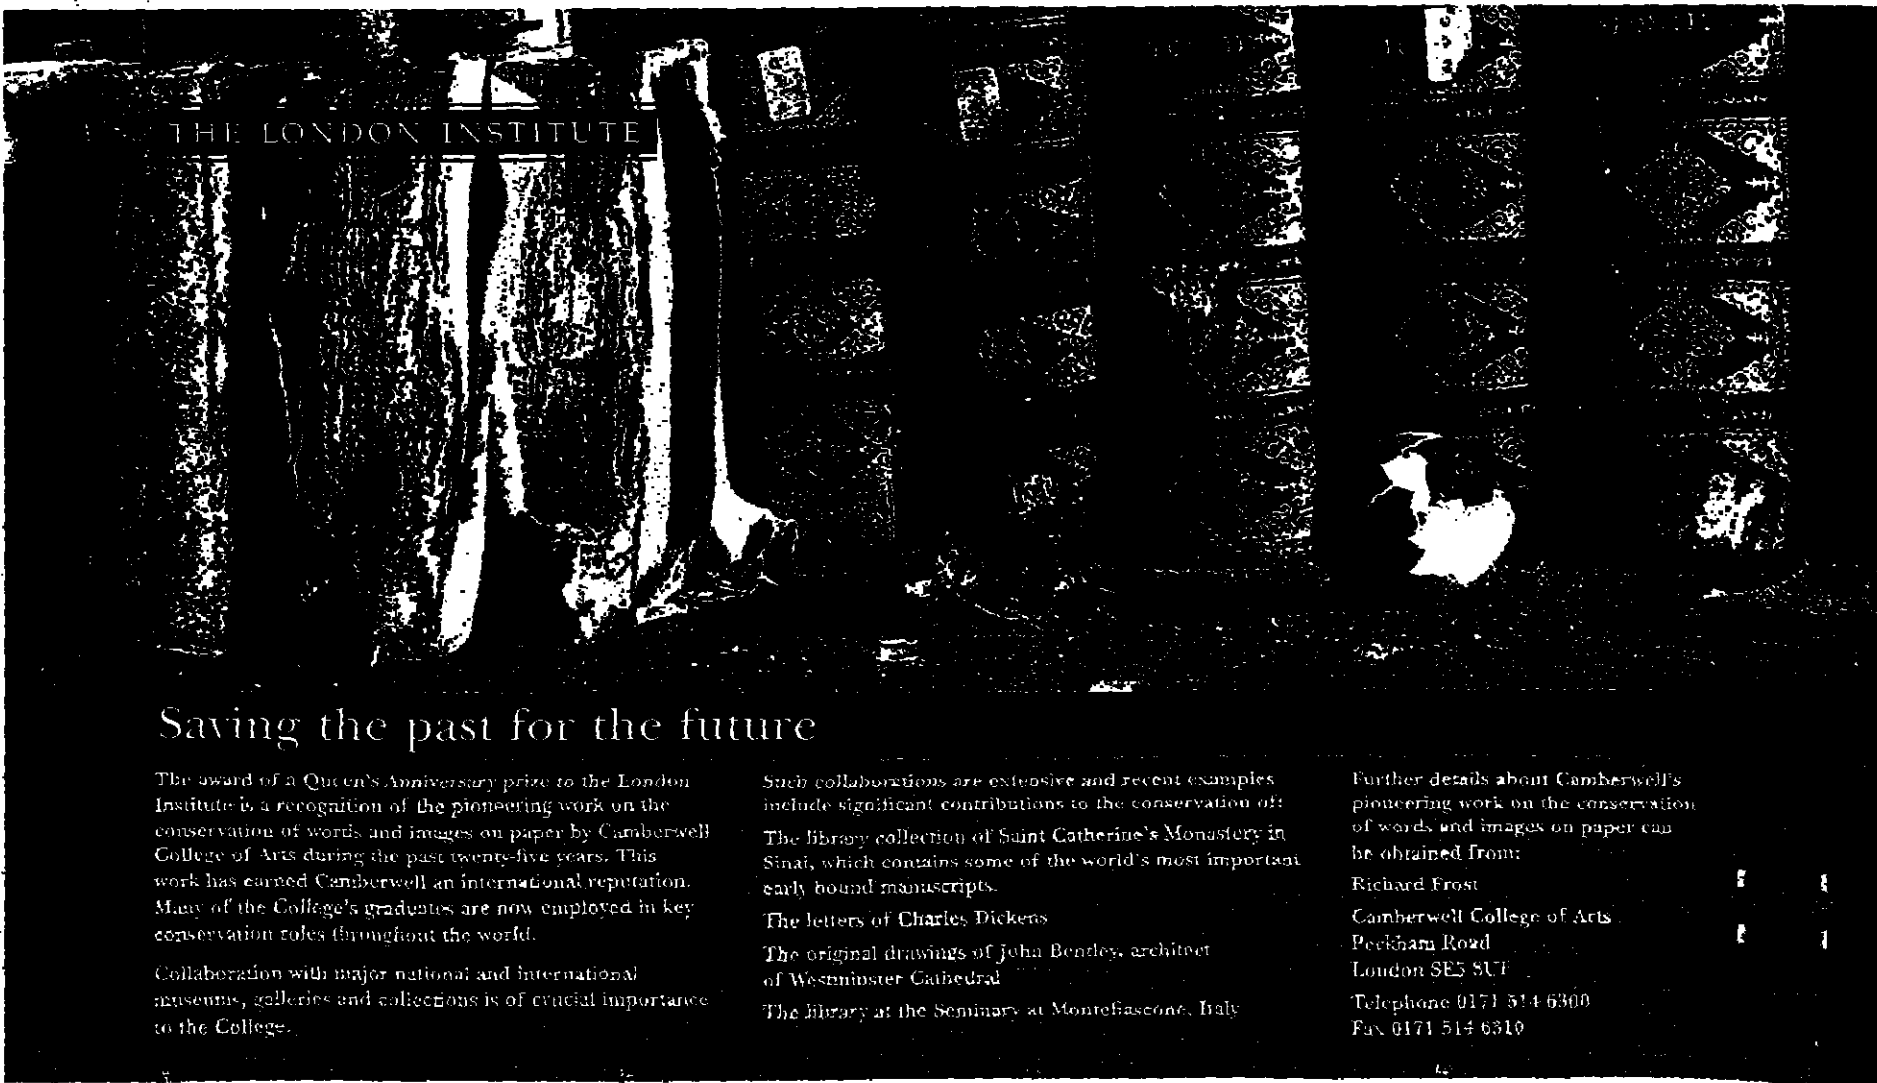 THE LONDON INSTITUTE
Saving the past for the future
The award of a Queen's Anniversary prize to the London
Institute is a recognition of the pioneering work on the
conservation of words and images on paper by Camberwell
College of Arts during the past twenty-five years. This
work has earned Camberwell an international reputation.
Many of the College's graduates are now employed in key
conservation roles throughout the world.
Collaboration with major national and international
museums, galleries and collections is of crucial importance
to the College.
Such collaborations are extensive and recent examples
include significant contributions to the conservation of:
The library collection of Saint Catherine's Monastery in
Sinai, which contains some of the world's most important
early bound manuscripts.
The letters of Charles Dickens
The original drawings of John Bentley, architect
of Westminster Cathedral
The library at the Seminary at Montefiascone, Italy
Further details about Camberwell's
pioneering work on the conservation
of words and images on paper can
be obtained from:
Richard Frost
Camberwell College of Arts
Peckham Road
London SE5 8UF
Telephone 0171 514 6300
Fax 0171 514 6310